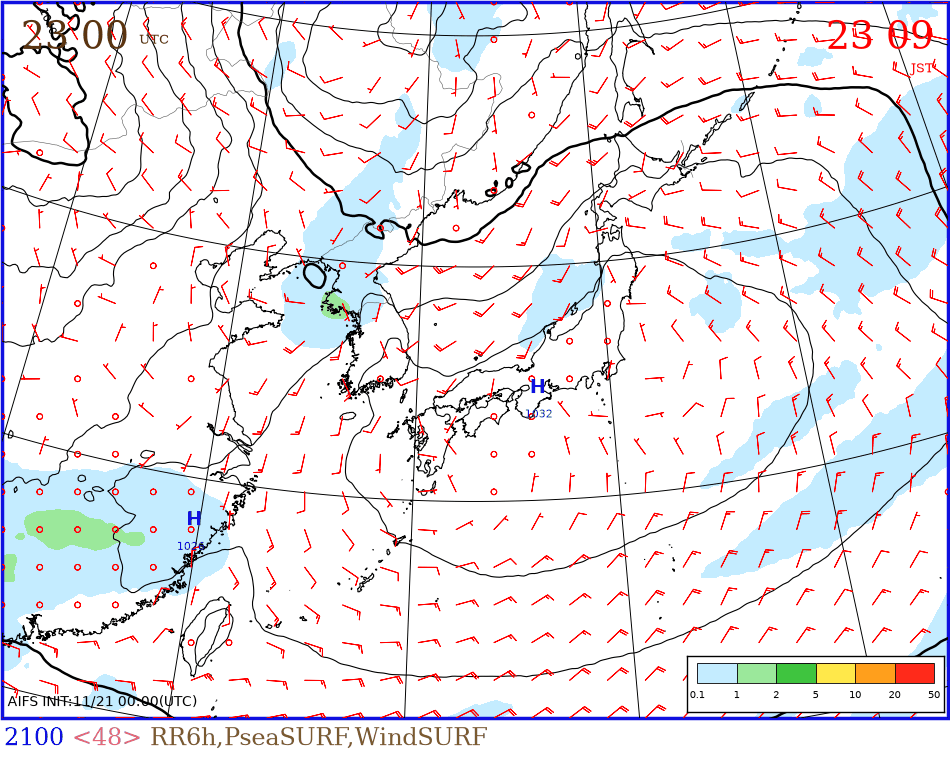 23 00 UTC
23 09
JST
H
1032
0
H
0.1 1 2 5 10 20 50
AIFS INIT:11/21 00:00(UTC)
2100 <48> RR6h,PseaSURF,WindSURF